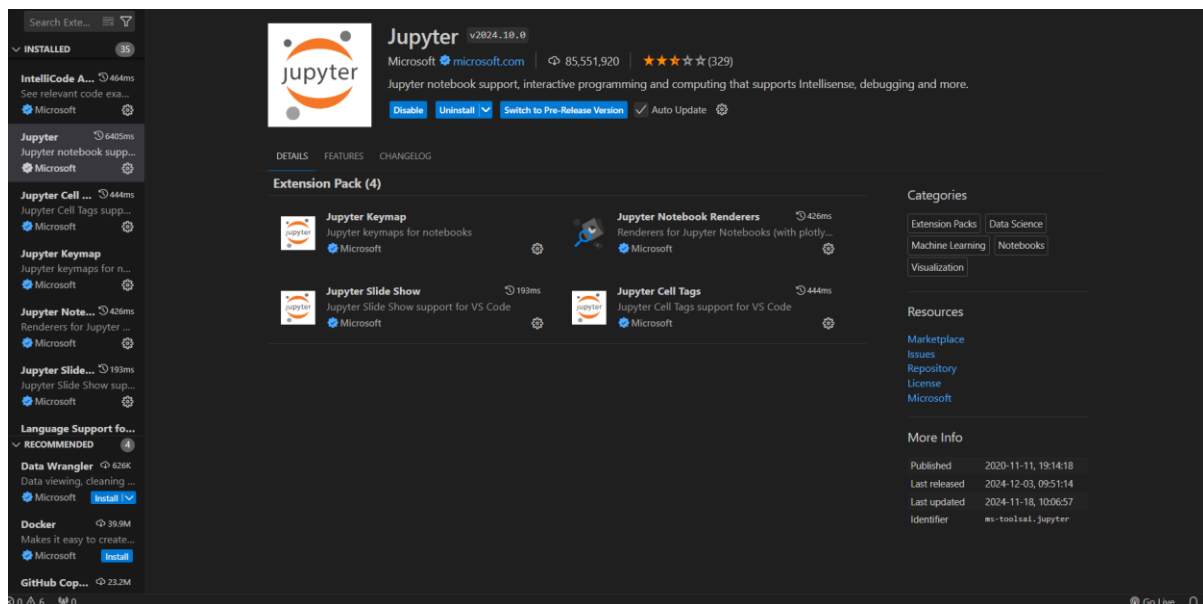 Search Exte...
INSTALLED 35
IntelliCode A... 464ms
See relevant code exa...
Microsoft
Jupyter 6405ms
Jupyter notebook supp...
Microsoft
Jupyter Cell ... 444ms
Jupyter Cell Tags supp...
Microsoft
Jupyter Keymap
Jupyter keymaps for n...
Microsoft
Jupyter Note... 426ms
Renderers for Jupyter ...
Microsoft
Jupyter Slide... 193ms
Jupyter Slide Show sup...
Microsoft
Language Support fo...
RECOMMENDED 4
Data Wrangler 626K
Data viewing, cleaning ...
Microsoft Install
Docker 39.9M
Makes it easy to create...
Microsoft Install
GitHub Cop... 23.2M
0 6 0
jupyter
Jupyter v2024.10.0
Microsoft microsoft.com 85,551,920 (329)
Jupyter notebook support, interactive programming and computing that supports Intellisense, debugging and more.
Disable Uninstall Switch to Pre-Release Version Auto Update
DETAILS FEATURES CHANGELOG
Extension Pack (4)
jupyter
Jupyter Keymap
Jupyter keymaps for notebooks
Microsoft
Jupyter Notebook Renderers 426ms
Renderers for Jupyter Notebooks (with plotly...
Microsoft
jupyter
Jupyter Slide Show 193ms
Jupyter Slide Show support for VS Code
Microsoft
jupyter
Jupyter Cell Tags 444ms
Jupyter Cell Tags support for VS Code
Microsoft
Categories
Extension Packs Data Science
Machine Learning Notebooks
Visualization
Resources
Marketplace
Issues
Repository
License
Microsoft
More Info
Published 2020-11-11, 19:14:18
Last released 2024-12-03, 09:51:14
Last updated 2024-11-18, 10:06:57
Identifier ms-toolsai.jupyter
Go Live